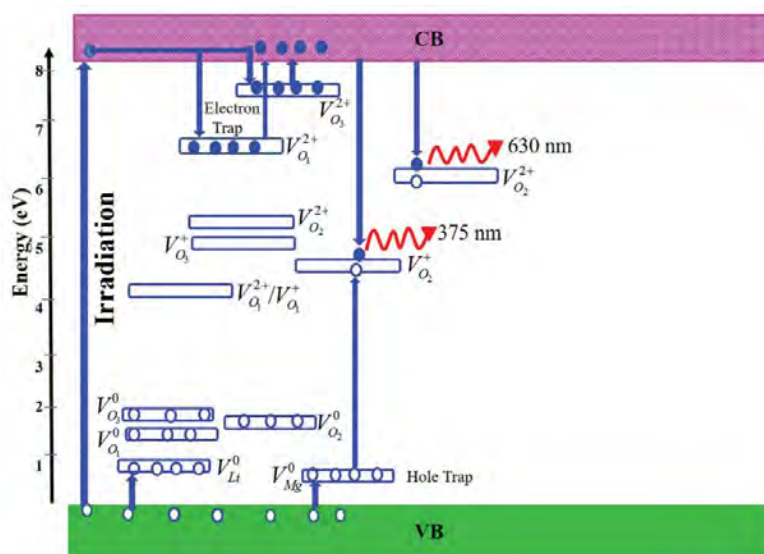 CB
8
7
6
5
4
3
2
1
Energy (eV)
Irradiation
Electron
Trap
V_{O_3}^{2+}
V_{O_1}^{2+}
630 nm
V_{O_2}^{2+}
V_{O_2}^{2+}
V_{O_3}^{+}
375 nm
V_{O_2}^{+}
V_{O_1}^{2+}/V_{O_1}^{+}
V_{O_3}^{0}
V_{O_2}^{0}
V_{O_1}^{0}
V_{Li}^{0}
V_{Mg}^{0}
Hole Trap
VB